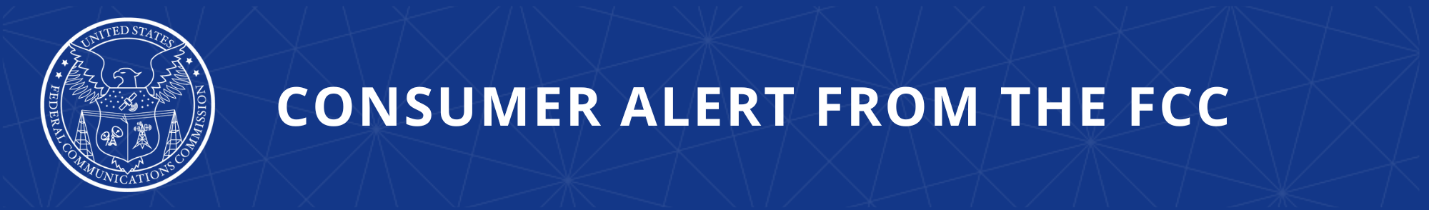 UNITED STATES
FEDERAL COMMUNICATIONS COMMISSION
CONSUMER ALERT FROM THE FCC